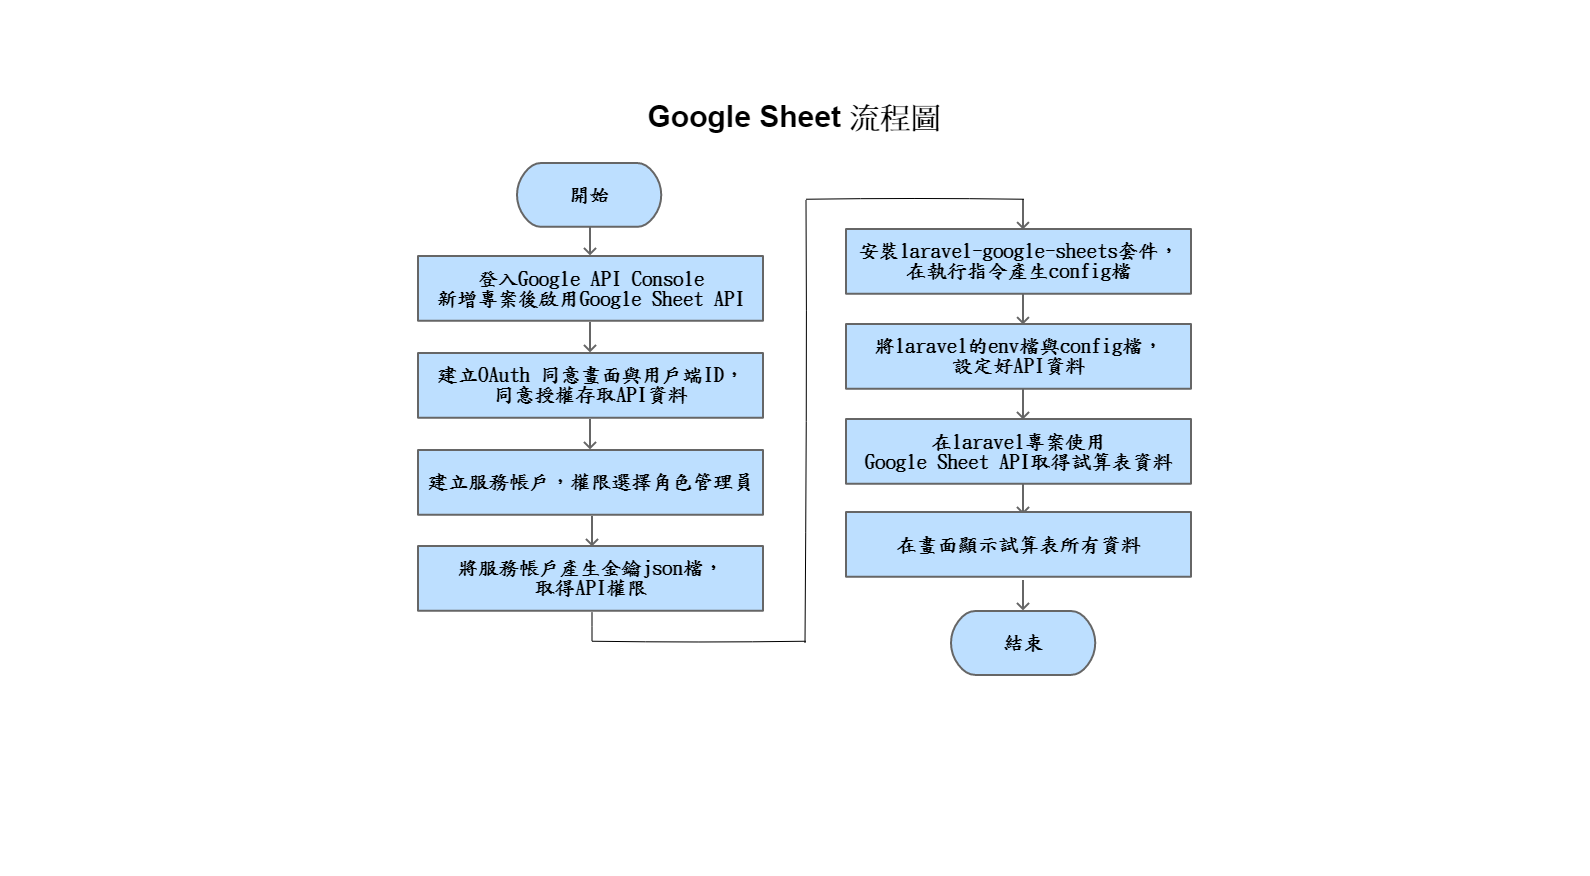 Google Sheet 流程圖
開始
登入Google API Console
新增專案後啟用Google Sheet API
建立OAuth 同意畫面與用戶端ID，
同意授權存取API資料
建立服務帳戶，權限選擇角色管理員
將服務帳戶產生金鑰json檔，
取得API權限
安裝laravel-google-sheets套件，
在執行指令產生config檔
將laravel的env檔與config檔，
設定好API資料
在laravel專案使用
Google Sheet API取得試算表資料
在畫面顯示試算表所有資料
結束